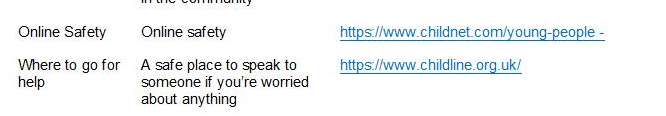 in the community
Online Safety Online safety https://www.childnet.com/young-people -
Where to go for A safe place to speak to https://www.childline.org.uk/
help someone if you're worried
about anything